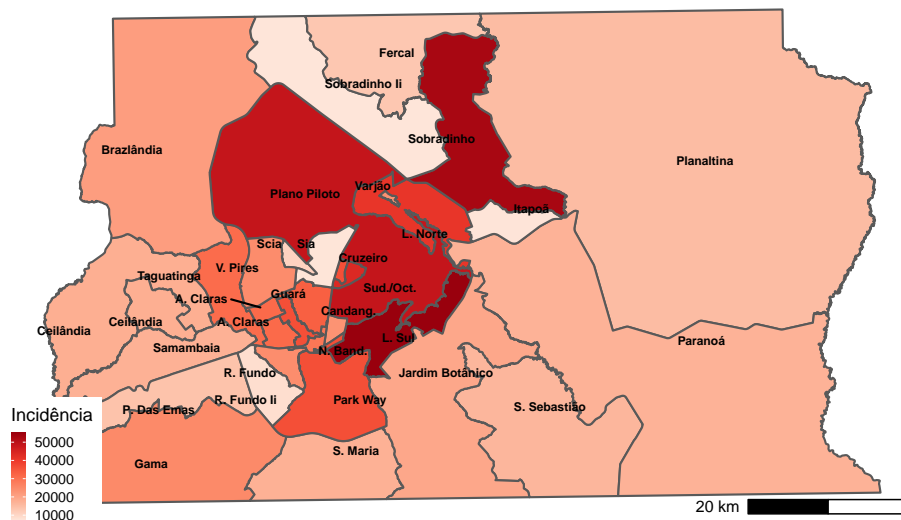 Fercal
Sobradinho Ii
Sobradinho
Brazlândia
Planaltina
Varjão
Plano Piloto
Itapoã
L. Norte
Scia
Sia
Cruzeiro
V. Pires
Taguatinga
Sud./Oct.
Guará
A. Claras
Candang.
Ceilândia
Ceilândia
A. Claras
L. Sul
Paranoá
Samambaia
N. Band.
R. Fundo
Jardim Botânico
R. Fundo Ii
Park Way
P. Das Emas
S. Sebastião
S. Maria
Gama
Incidência
50000
40000
30000
20000
10000
20 km